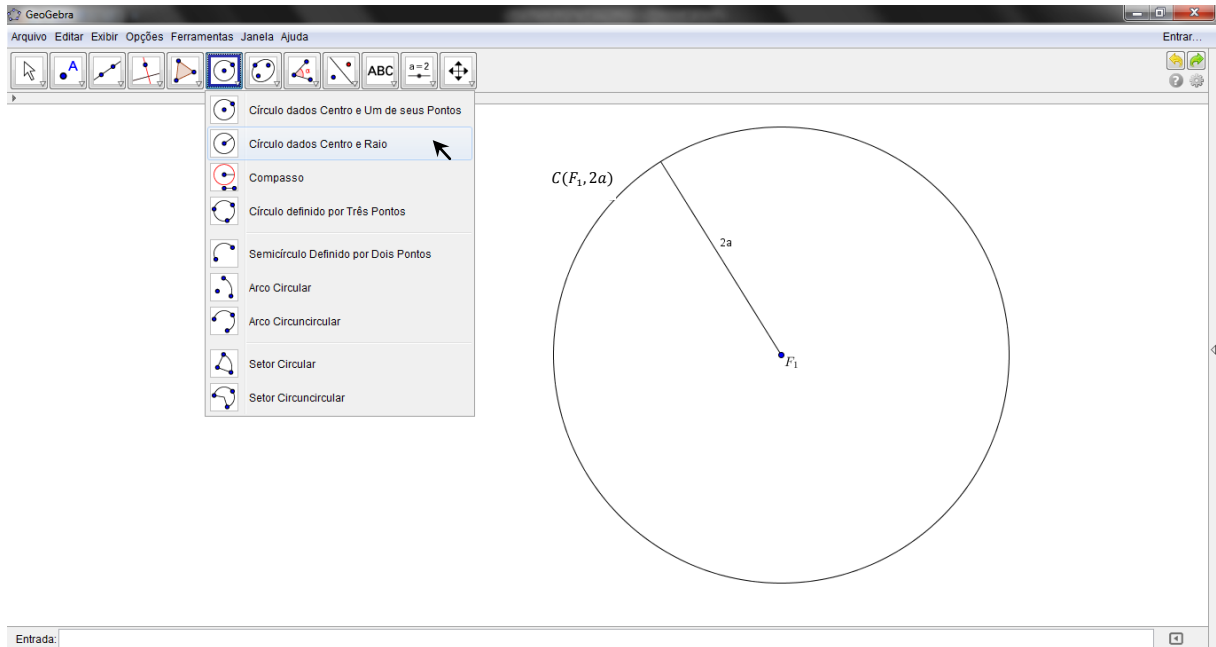 GeoGebra
Arquivo Editar Exibir Opções Ferramentas Janela Ajuda
Entrar...
A
α
ABC
a=2
Círculo dados Centro e Um de seus Pontos
Círculo dados Centro e Raio
Compasso
Círculo definido por Três Pontos
Semicírculo Definido por Dois Pontos
Arco Circular
Arco Circuncircular
Setor Circular
Setor Circuncircular
C(F₁, 2a)
2a
F₁
Entrada: